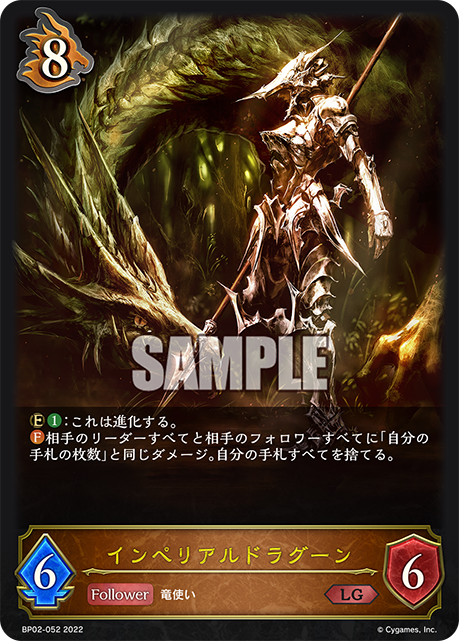 8
SAMPLE
E 1:これは進化する。
F 相手のリーダーすべてと相手のフォロワーすべてに「自分の
手札の枚数」と同じダメージ。自分の手札すべてを捨てる。
インペリアルドラグーン
6 Follower 竜使い LG 6
BP02-052 2022 © Cygames, Inc.